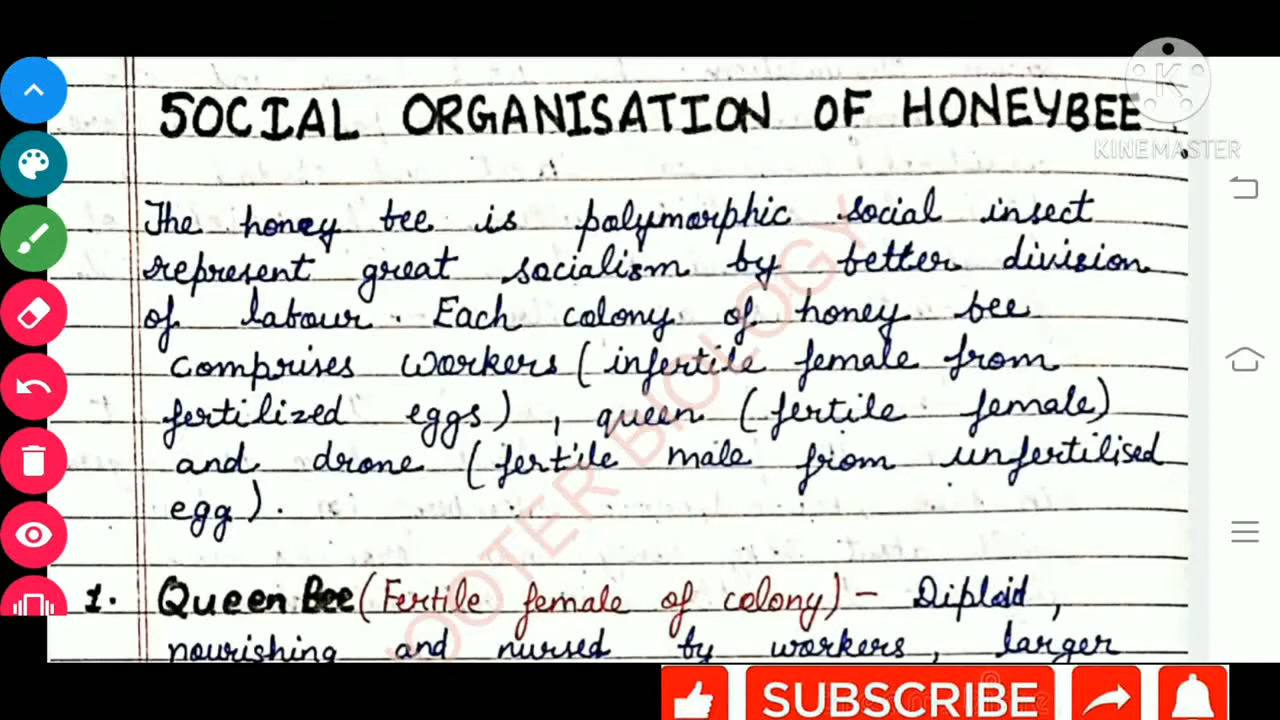 SOCIAL ORGANISATION OF HONEYBEE
K
KINEMASTER
The honey bee is polymorphic social insect
represent great socialism by better division
of labour. Each colony of honey bee
comprises workers (infertile female from
fertilized eggs), queen (fertile female)
and drone (fertile male from unfertilised
egg).
1. Queen Bee (Fertile female of colony) - Diploid,
nourishing and nursed by workers, larger
OOTER BIOLOGY
SUBSCRIBE